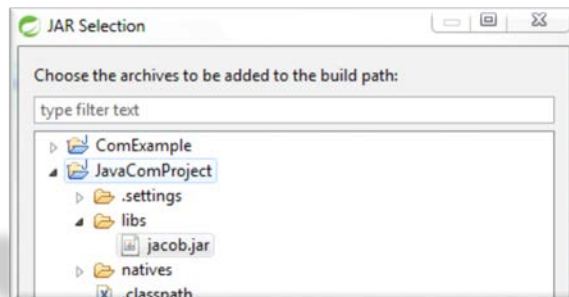 JAR Selection
Choose the archives to be added to the build path:
type filter text
ComExample
JavaComProject
.settings
libs
jacob.jar
natives
.classpath